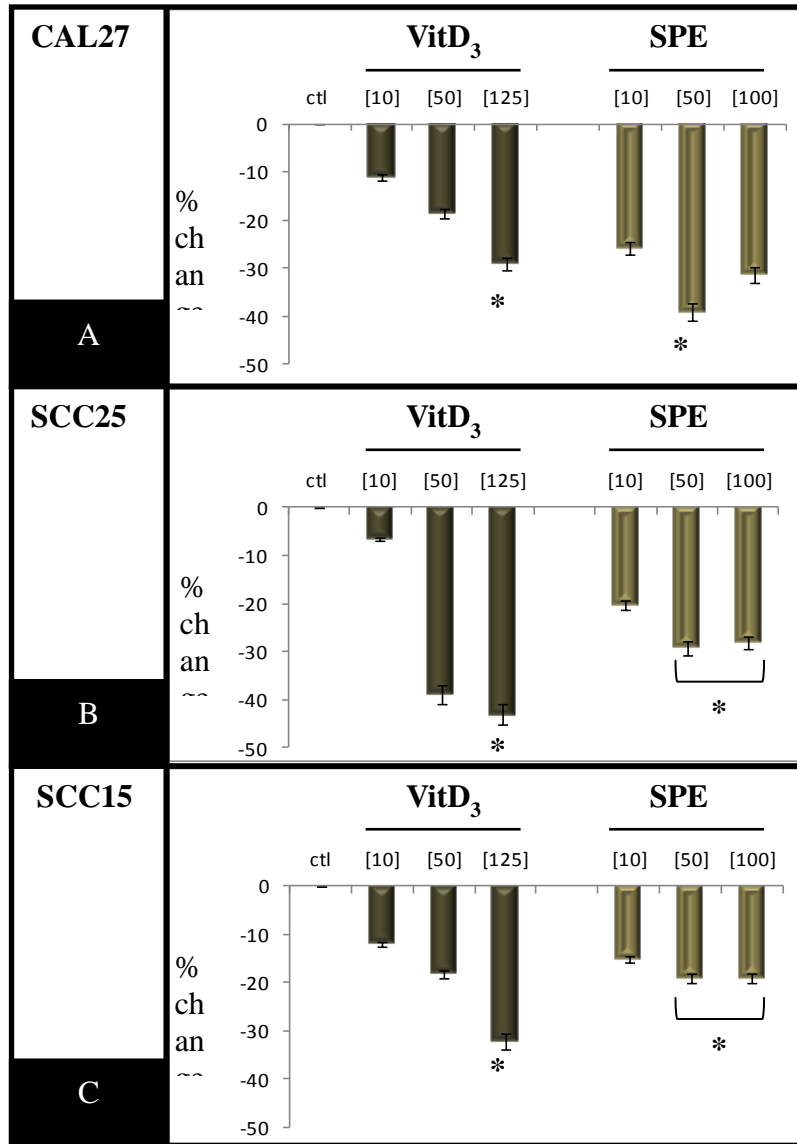 CAL27
VitD₃ SPE
ctl [10] [50] [125] [10] [50] [100]
0
-10
-20
-30
-40
-50
%
ch
an
*
*
A
SCC25
VitD₃ SPE
ctl [10] [50] [125] [10] [50] [100]
0
-10
-20
-30
-40
-50
%
ch
an
*
*
B
SCC15
VitD₃ SPE
ctl [10] [50] [125] [10] [50] [100]
0
-10
-20
-30
-40
-50
%
ch
an
*
*
C